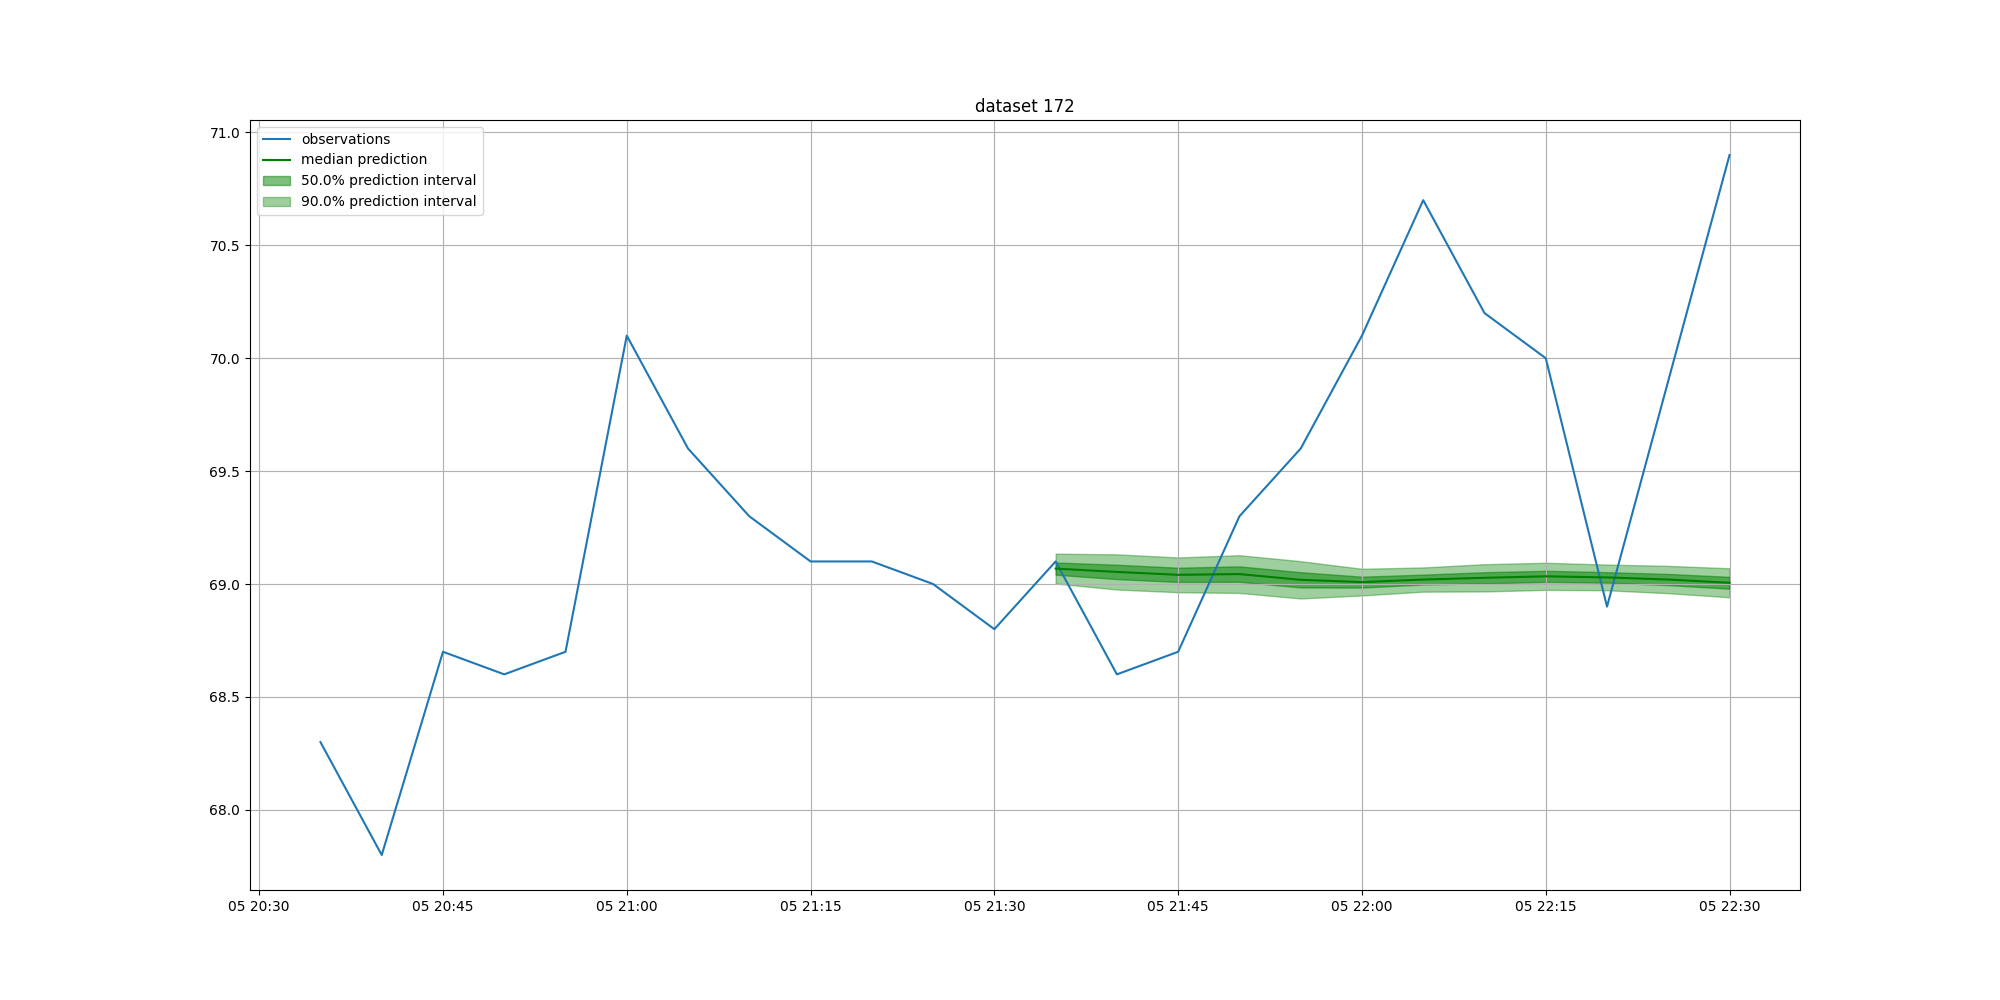 dataset 172
71.0
70.5
70.0
69.5
69.0
68.5
68.0
observations
median prediction
50.0% prediction interval
90.0% prediction interval
05 20:30 05 20:45 05 21:00 05 21:15 05 21:30 05 21:45 05 22:00 05 22:15 05 22:30